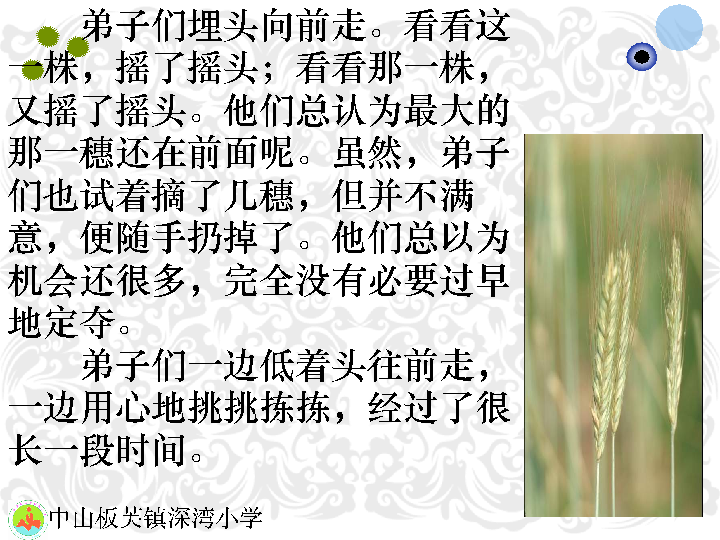 弟子们埋头向前走。看看这
一株，摇了摇头；看看那一株，
又摇了摇头。他们总认为最大的
那一穗还在前面呢。虽然，弟子
们也试着摘了几穗，但并不满
意，便随手扔掉了。他们总以为
机会还很多，完全没有必要过早
地定夺。
弟子们一边低着头往前走，
一边用心地挑挑拣拣，经过了很
长一段时间。
中山板芙镇深湾小学